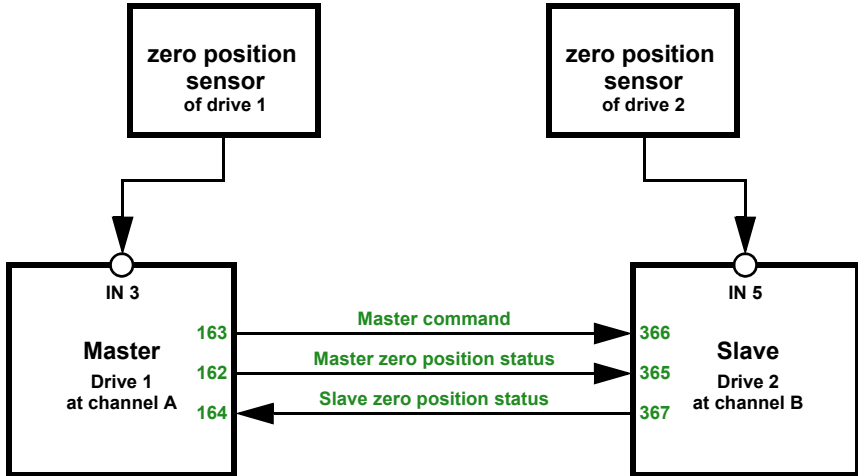 zero position
sensor
of drive 1
zero position
sensor
of drive 2
IN 3
IN 5
163
Master command
366
Master
Drive 1
at channel A
162
Master zero position status
365
Slave
Drive 2
at channel B
164
Slave zero position status
367